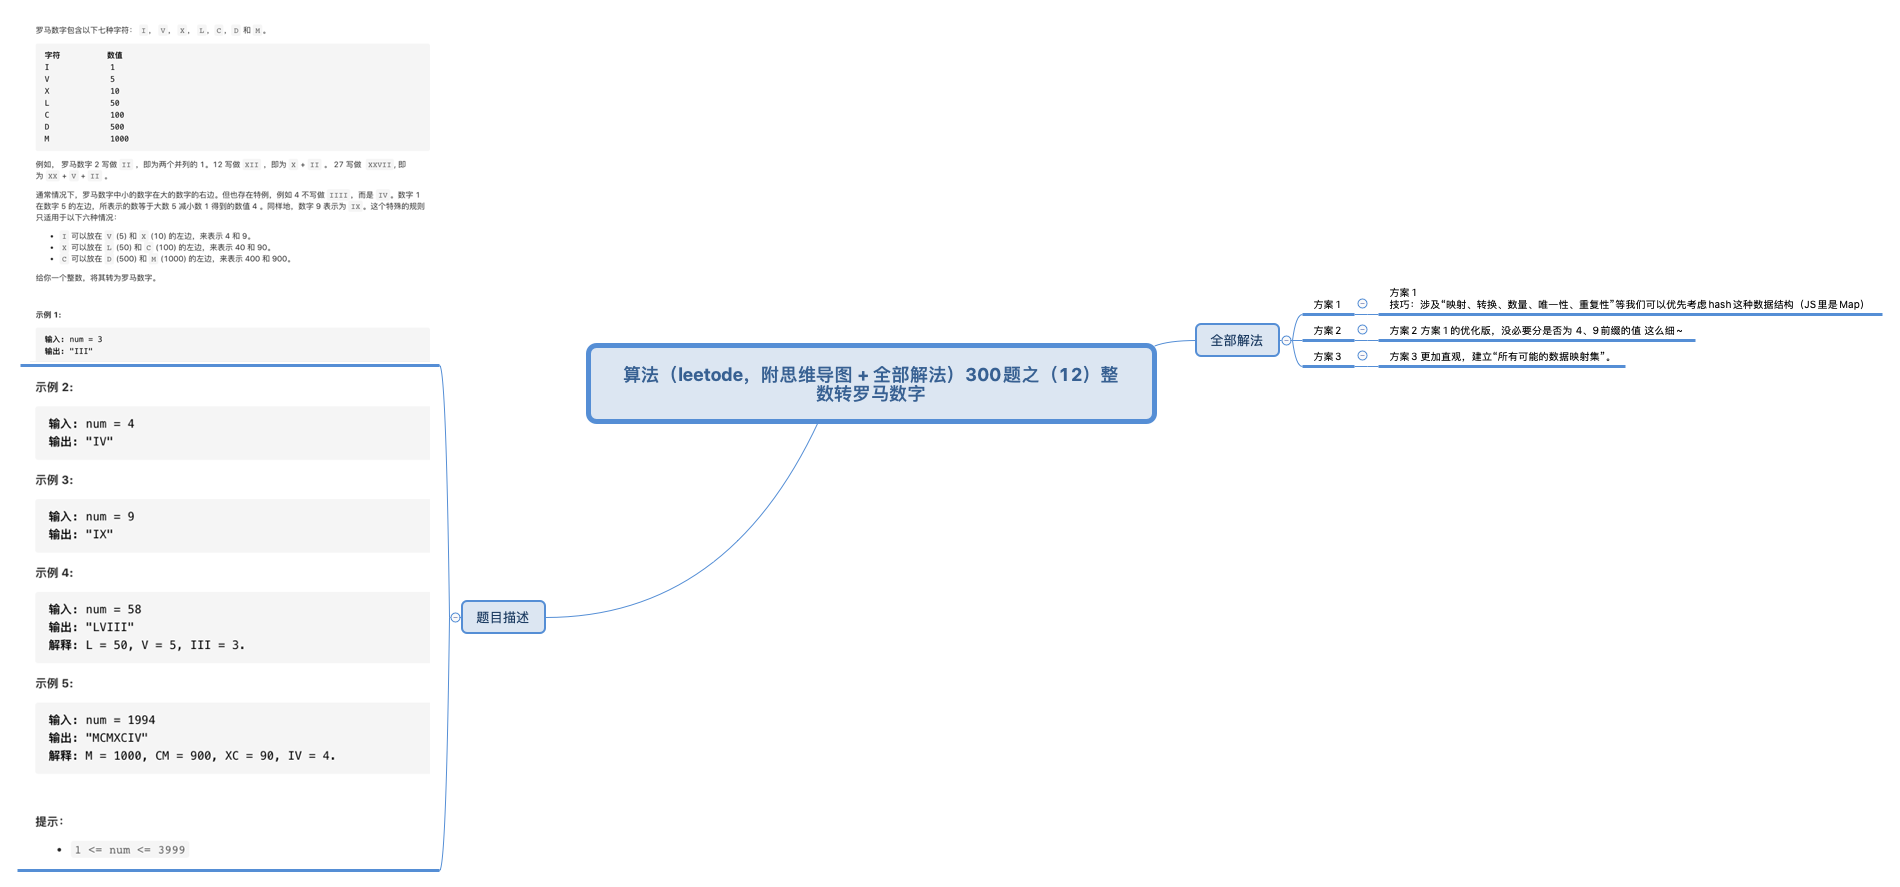 罗马数字包含以下七种字符： I， V， X， L，C，D 和 M。
字符 数值
I 1
V 5
X 10
L 50
C 100
D 500
M 1000
例如， 罗马数字 2 写做 II ，即为两个并列的 1。12 写做 XII ，即为 X + II 。 27 写做 XXVII, 即
为 XX + V + II 。
通常情况下，罗马数字中小的数字在大的数字的右边。但也存在特例，例如 4 不写做 IIII，而是 IV。数字 1
在数字 5 的左边，所表示的数等于大数 5 减小数 1 得到的数值 4 。同样地，数字 9 表示为 IX。这个特殊的规则
只适用于以下六种情况：
• I 可以放在 V (5) 和 X (10) 的左边，来表示 4 和 9。
• X 可以放在 L (50) 和 C (100) 的左边，来表示 40 和 90。
• C 可以放在 D (500) 和 M (1000) 的左边，来表示 400 和 900。
给你一个整数，将其转为罗马数字。
示例 1:
输入: num = 3
输出: "III"
示例 2:
输入: num = 4
输出: "IV"
示例 3:
输入: num = 9
输出: "IX"
示例 4:
输入: num = 58
输出: "LVIII"
解释: L = 50, V = 5, III = 3.
示例 5:
输入: num = 1994
输出: "MCMXCIV"
解释: M = 1000, CM = 900, XC = 90, IV = 4.
提示：
• 1 <= num <= 3999
题目描述
算法（leetode，附思维导图 + 全部解法）300题之（12）整
数转罗马数字
全部解法
方案 1
方案 1
技巧：涉及“映射、转换、数量、唯一性、重复性”等我们可以优先考虑 hash 这种数据结构（JS 里是 Map）
方案 2
方案 2 方案 1 的优化版，没必要分是否为 4、9 前缀的值 这么细～
方案 3
方案 3 更加直观，建立“所有可能的数据映射集”。